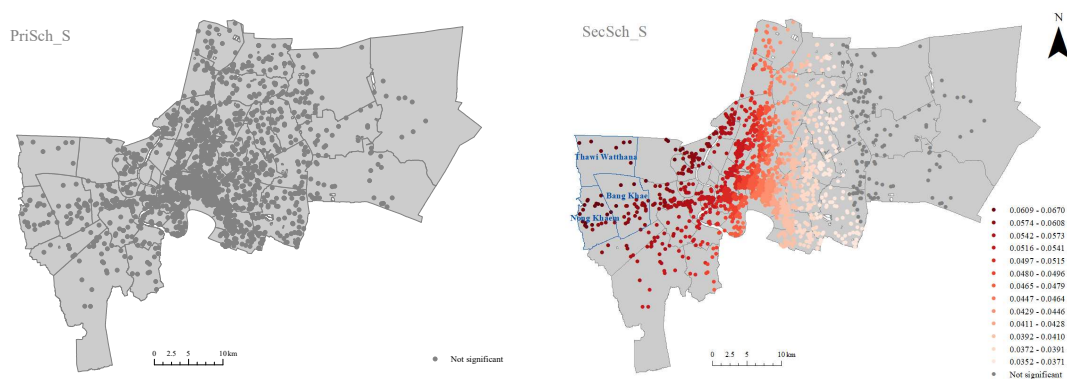 PriSch_S
SecSch_S
N
Thawi Watthana
Bang Khae
Nong Khaem
0.0609 - 0.0670
0.0574 - 0.0608
0.0542 - 0.0573
0.0516 - 0.0541
0.0497 - 0.0515
0.0480 - 0.0496
0.0465 - 0.0479
0.0447 - 0.0464
0.0429 - 0.0446
0.0411 - 0.0428
0.0392 - 0.0410
0.0372 - 0.0391
0.0352 - 0.0371
Not significant
0 2.5 5 10 km
Not significant
0 2.5 5 10 km